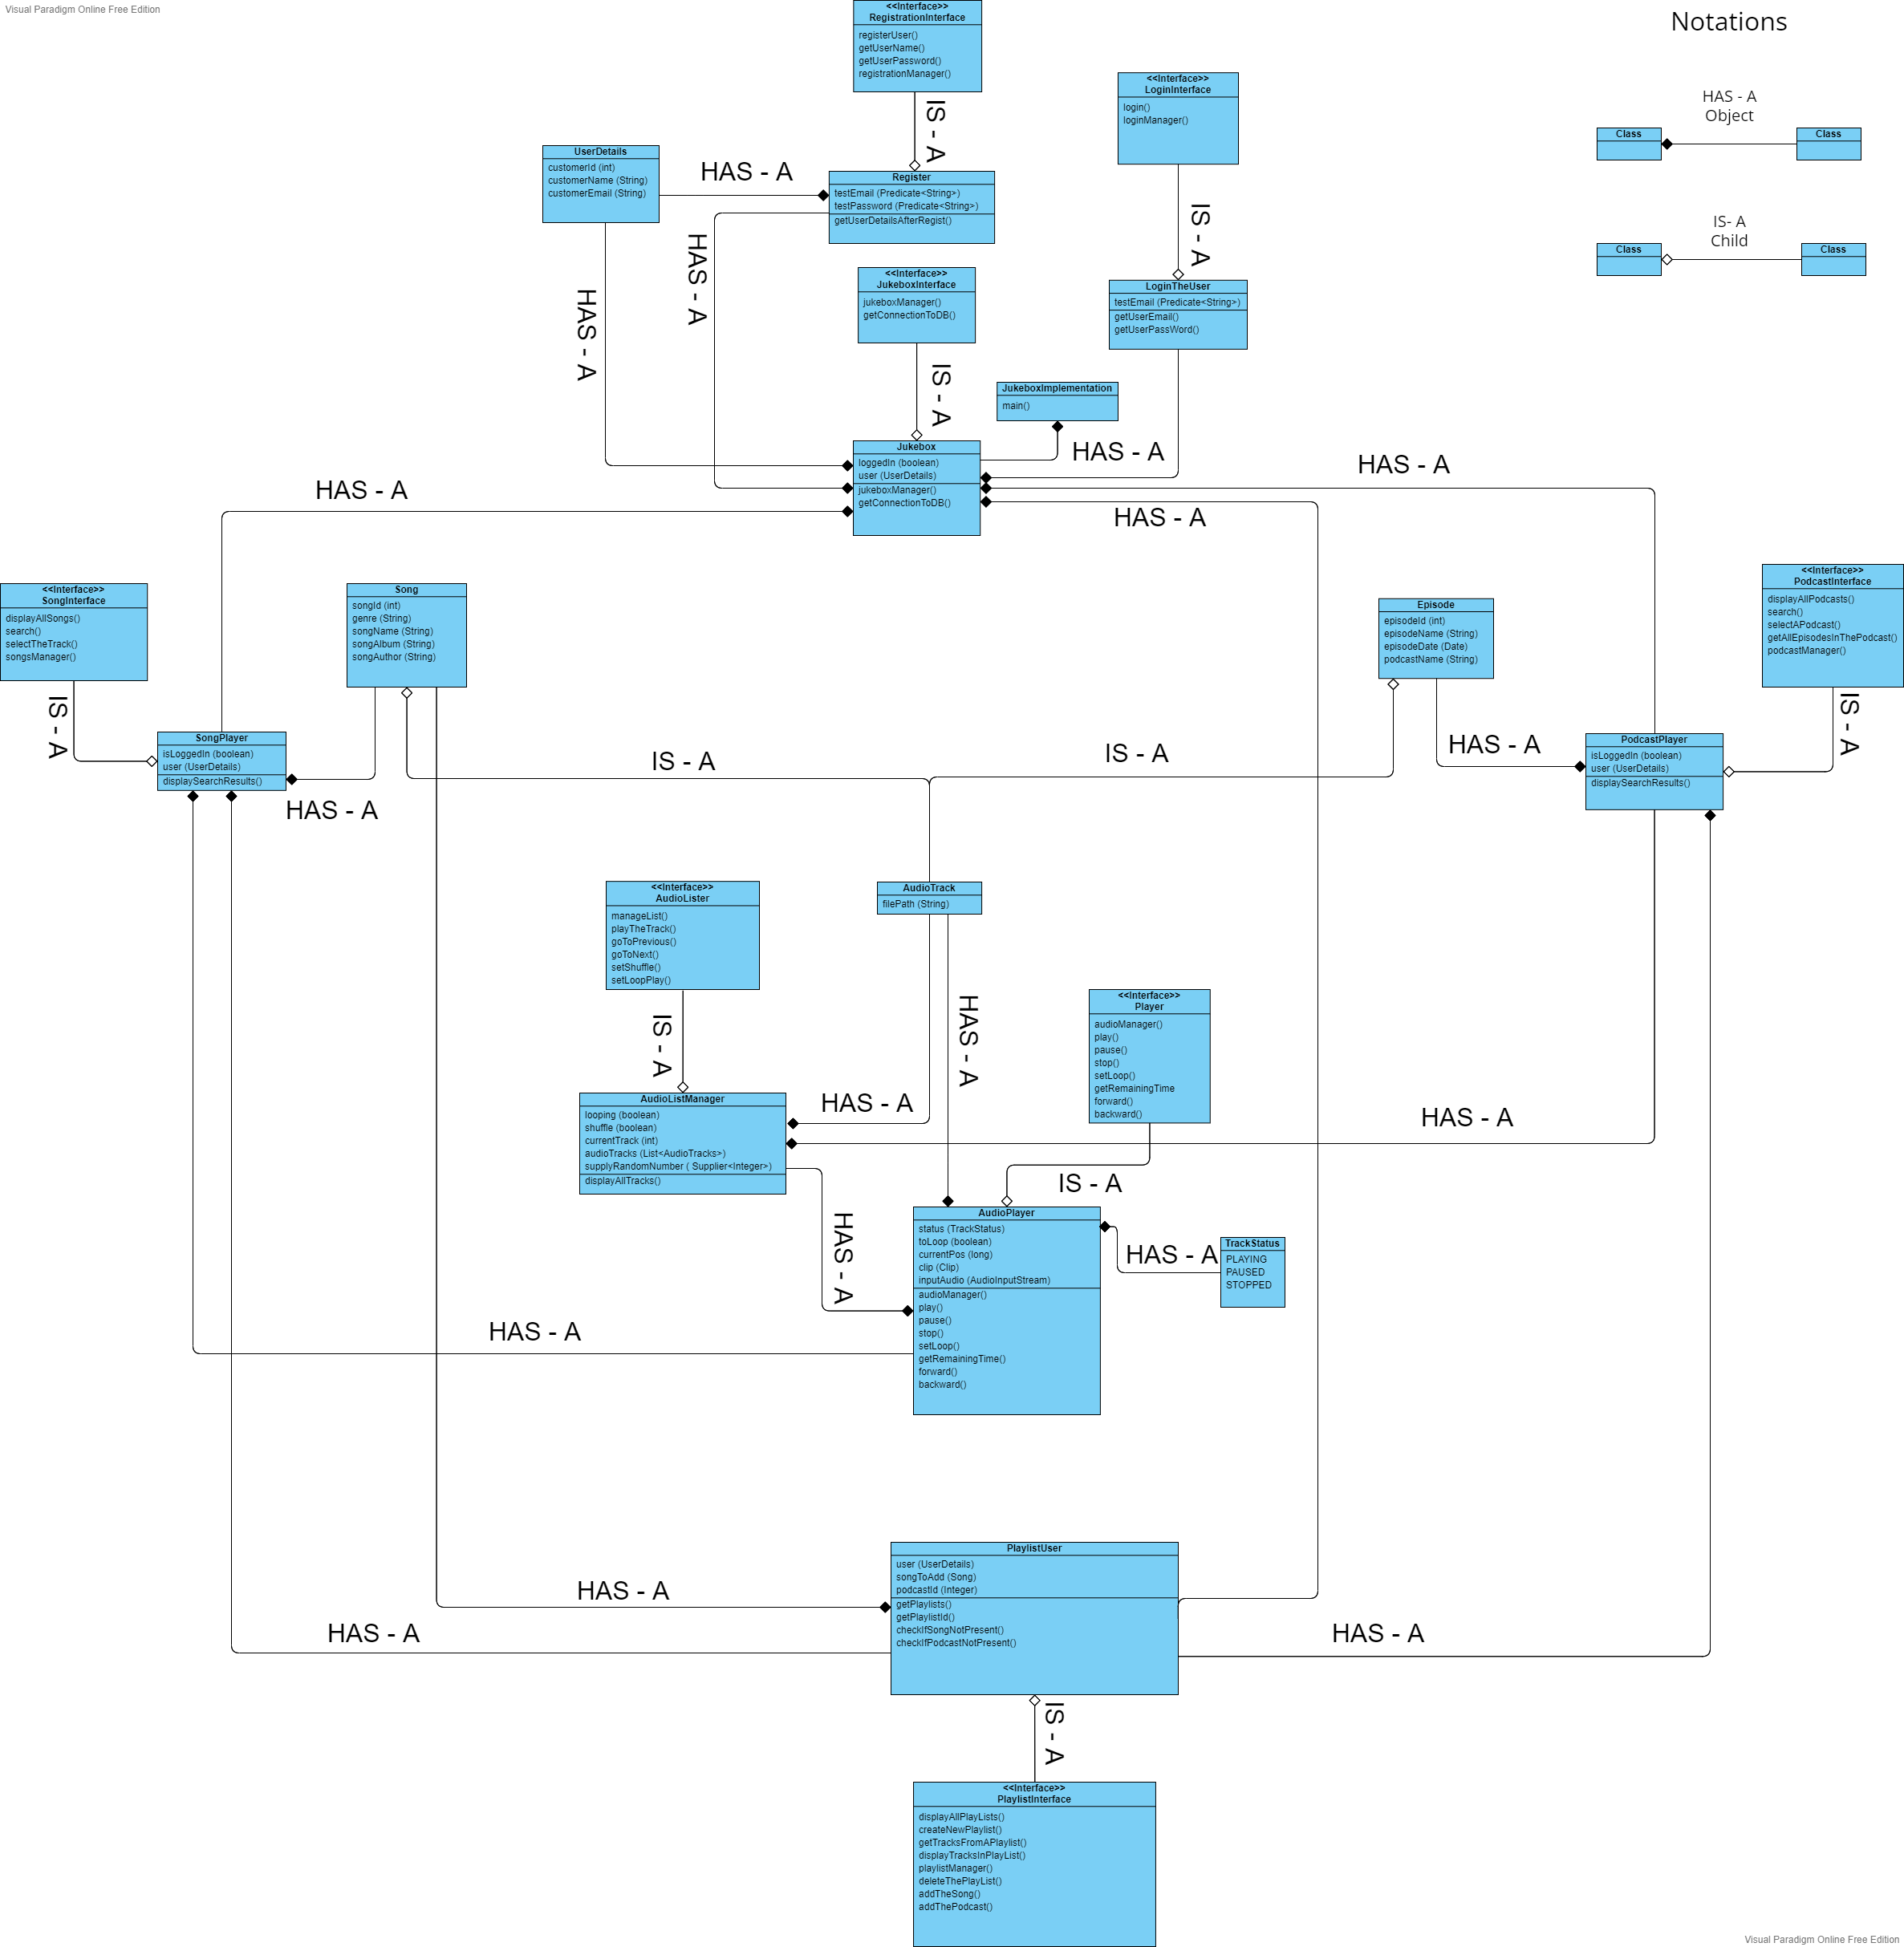 Visual Paradigm Online Free Edition
<<Interface>>
RegistrationInterface
registerUser()
getUserName()
getUserPassword()
registrationManager()
Notations
HAS - A
Object
Class
Class
IS- A
Child
Class
Class
<<Interface>>
LoginInterface
login()
loginManager()
IS - A
UserDetails
customerId (int)
customerName (String)
customerEmail (String)
HAS - A
Register
testEmail (Predicate<String>)
testPassword (Predicate<String>)
getUserDetailsAfterRegist()
IS - A
HAS - A
HAS - A
<<Interface>>
JukeboxInterface
jukeboxManager()
getConnectionToDB()
LoginTheUser
testEmail (Predicate<String>)
getUserEmail()
getUserPassWord()
IS - A
JukeboxImplementation
main()
HAS - A
Jukebox
loggedIn (boolean)
user (UserDetails)
jukeboxManager()
getConnectionToDB()
HAS - A
HAS - A
HAS - A
<<Interface>>
SongInterface
displayAllSongs()
search()
selectTheTrack()
songsManager()
Song
songId (int)
genre (String)
songName (String)
songAlbum (String)
songAuthor (String)
Episode
episodeId (int)
episodeName (String)
episodeDate (Date)
podcastName (String)
<<Interface>>
PodcastInterface
displayAllPodcasts()
search()
selectAPodcast()
getAllEpisodesInThePodcast()
podcastManager()
IS - A
SongPlayer
isLoggedIn (boolean)
user (UserDetails)
displaySearchResults()
HAS - A
IS - A
IS - A
HAS - A
PodcastPlayer
isLoggedIn (boolean)
user (UserDetails)
displaySearchResults()
IS - A
<<Interface>>
AudioLister
manageList()
playTheTrack()
goToPrevious()
goToNext()
setShuffle()
setLoopPlay()
AudioTrack
filePath (String)
IS - A
HAS - A
<<Interface>>
Player
audioManager()
play()
pause()
stop()
setLoop()
getRemainingTime
forward()
backward()
AudioListManager
looping (boolean)
shuffle (boolean)
currentTrack (int)
audioTracks (List<AudioTracks>)
supplyRandomNumber ( Supplier<Integer>)
displayAllTracks()
HAS - A
HAS - A
IS - A
HAS - A
AudioPlayer
status (TrackStatus)
toLoop (boolean)
currentPos (long)
clip (Clip)
inputAudio (AudioInputStream)
audioManager()
play()
pause()
stop()
setLoop()
getRemainingTime()
forward()
backward()
HAS - A
TrackStatus
PLAYING
PAUSED
STOPPED
HAS - A
PlaylistUser
user (UserDetails)
songToAdd (Song)
podcastId (Integer)
getPlaylists()
getPlaylistId()
checkIfSongNotPresent()
checkIfPodcastNotPresent()
HAS - A
HAS - A
HAS - A
IS - A
<<Interface>>
PlaylistInterface
displayAllPlayLists()
createNewPlaylist()
getTracksFromAPlaylist()
displayTracksInPlayList()
playlistManager()
deleteThePlayList()
addTheSong()
addThePodcast()
Visual Paradigm Online Free Edition